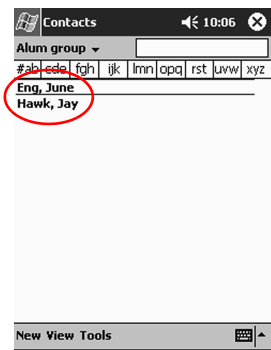 Contacts 10:06
Alum group
#ab cde fgh ijk lmn opq rst uvw xyz
Eng, June
Hawk, Jay
New View Tools